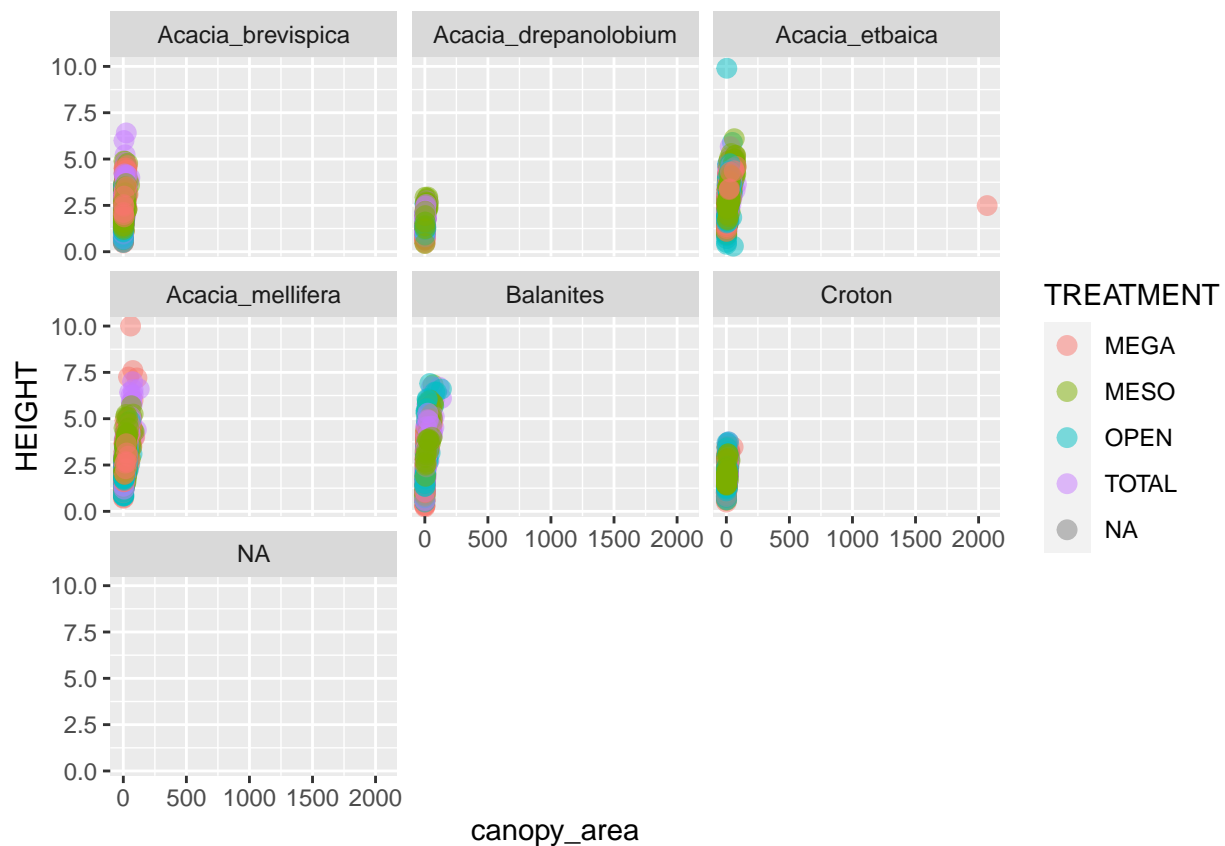 Acacia_brevispica Acacia_drepanolobium Acacia_etbaica
10.0
7.5
5.0
2.5
0.0
Acacia_mellifera Balanites Croton
10.0
7.5
5.0
2.5
0.0
0 500 1000 1500 2000 0 500 1000 1500 2000
NA
10.0
7.5
5.0
2.5
0.0
0 500 1000 1500 2000
canopy_area
HEIGHT
TREATMENT
MEGA
MESO
OPEN
TOTAL
NA